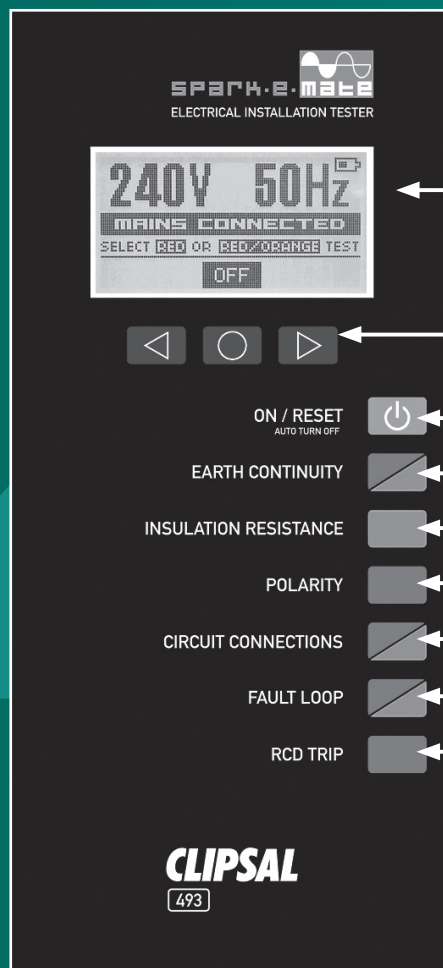 spark·e·mate
ELECTRICAL INSTALLATION TESTER
240V 50Hz
MAINS CONNECTED
SELECT RED OR RED/ORANGE TEST
OFF
ON / RESET
AUTO TURN OFF
EARTH CONTINUITY
INSULATION RESISTANCE
POLARITY
CIRCUIT CONNECTIONS
FAULT LOOP
RCD TRIP
CLIPSAL
493